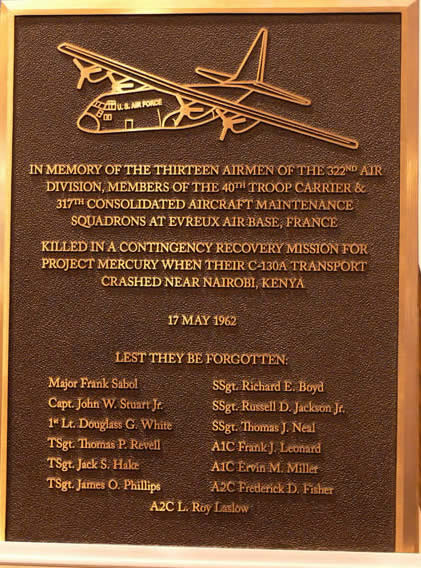 U. S. AIR FORCE
IN MEMORY OF THE THIRTEEN AIRMEN OF THE 322ND AIR
DIVISION, MEMBERS OF THE 40TH TROOP CARRIER &
317TH CONSOLIDATED AIRCRAFT MAINTENANCE
SQUADRONS AT EVREUX AIR BASE, FRANCE
KILLED IN A CONTINGENCY RECOVERY MISSION FOR
PROJECT MERCURY WHEN THEIR C-130A TRANSPORT
CRASHED NEAR NAIROBI, KENYA
17 MAY 1962
LEST THEY BE FORGOTTEN:
Major Frank Sabol
Capt. John W. Stuart Jr.
1st Lt. Douglass G. White
TSgt. Thomas P. Revell
TSgt. Jack S. Hake
TSgt. James O. Phillips
SSgt. Richard E. Boyd
SSgt. Russell D. Jackson Jr.
SSgt. Thomas J. Neal
A1C Frank J. Leonard
A1C Ervin M. Miller
A2C Frederick D. Fisher
A2C L. Roy Laslow